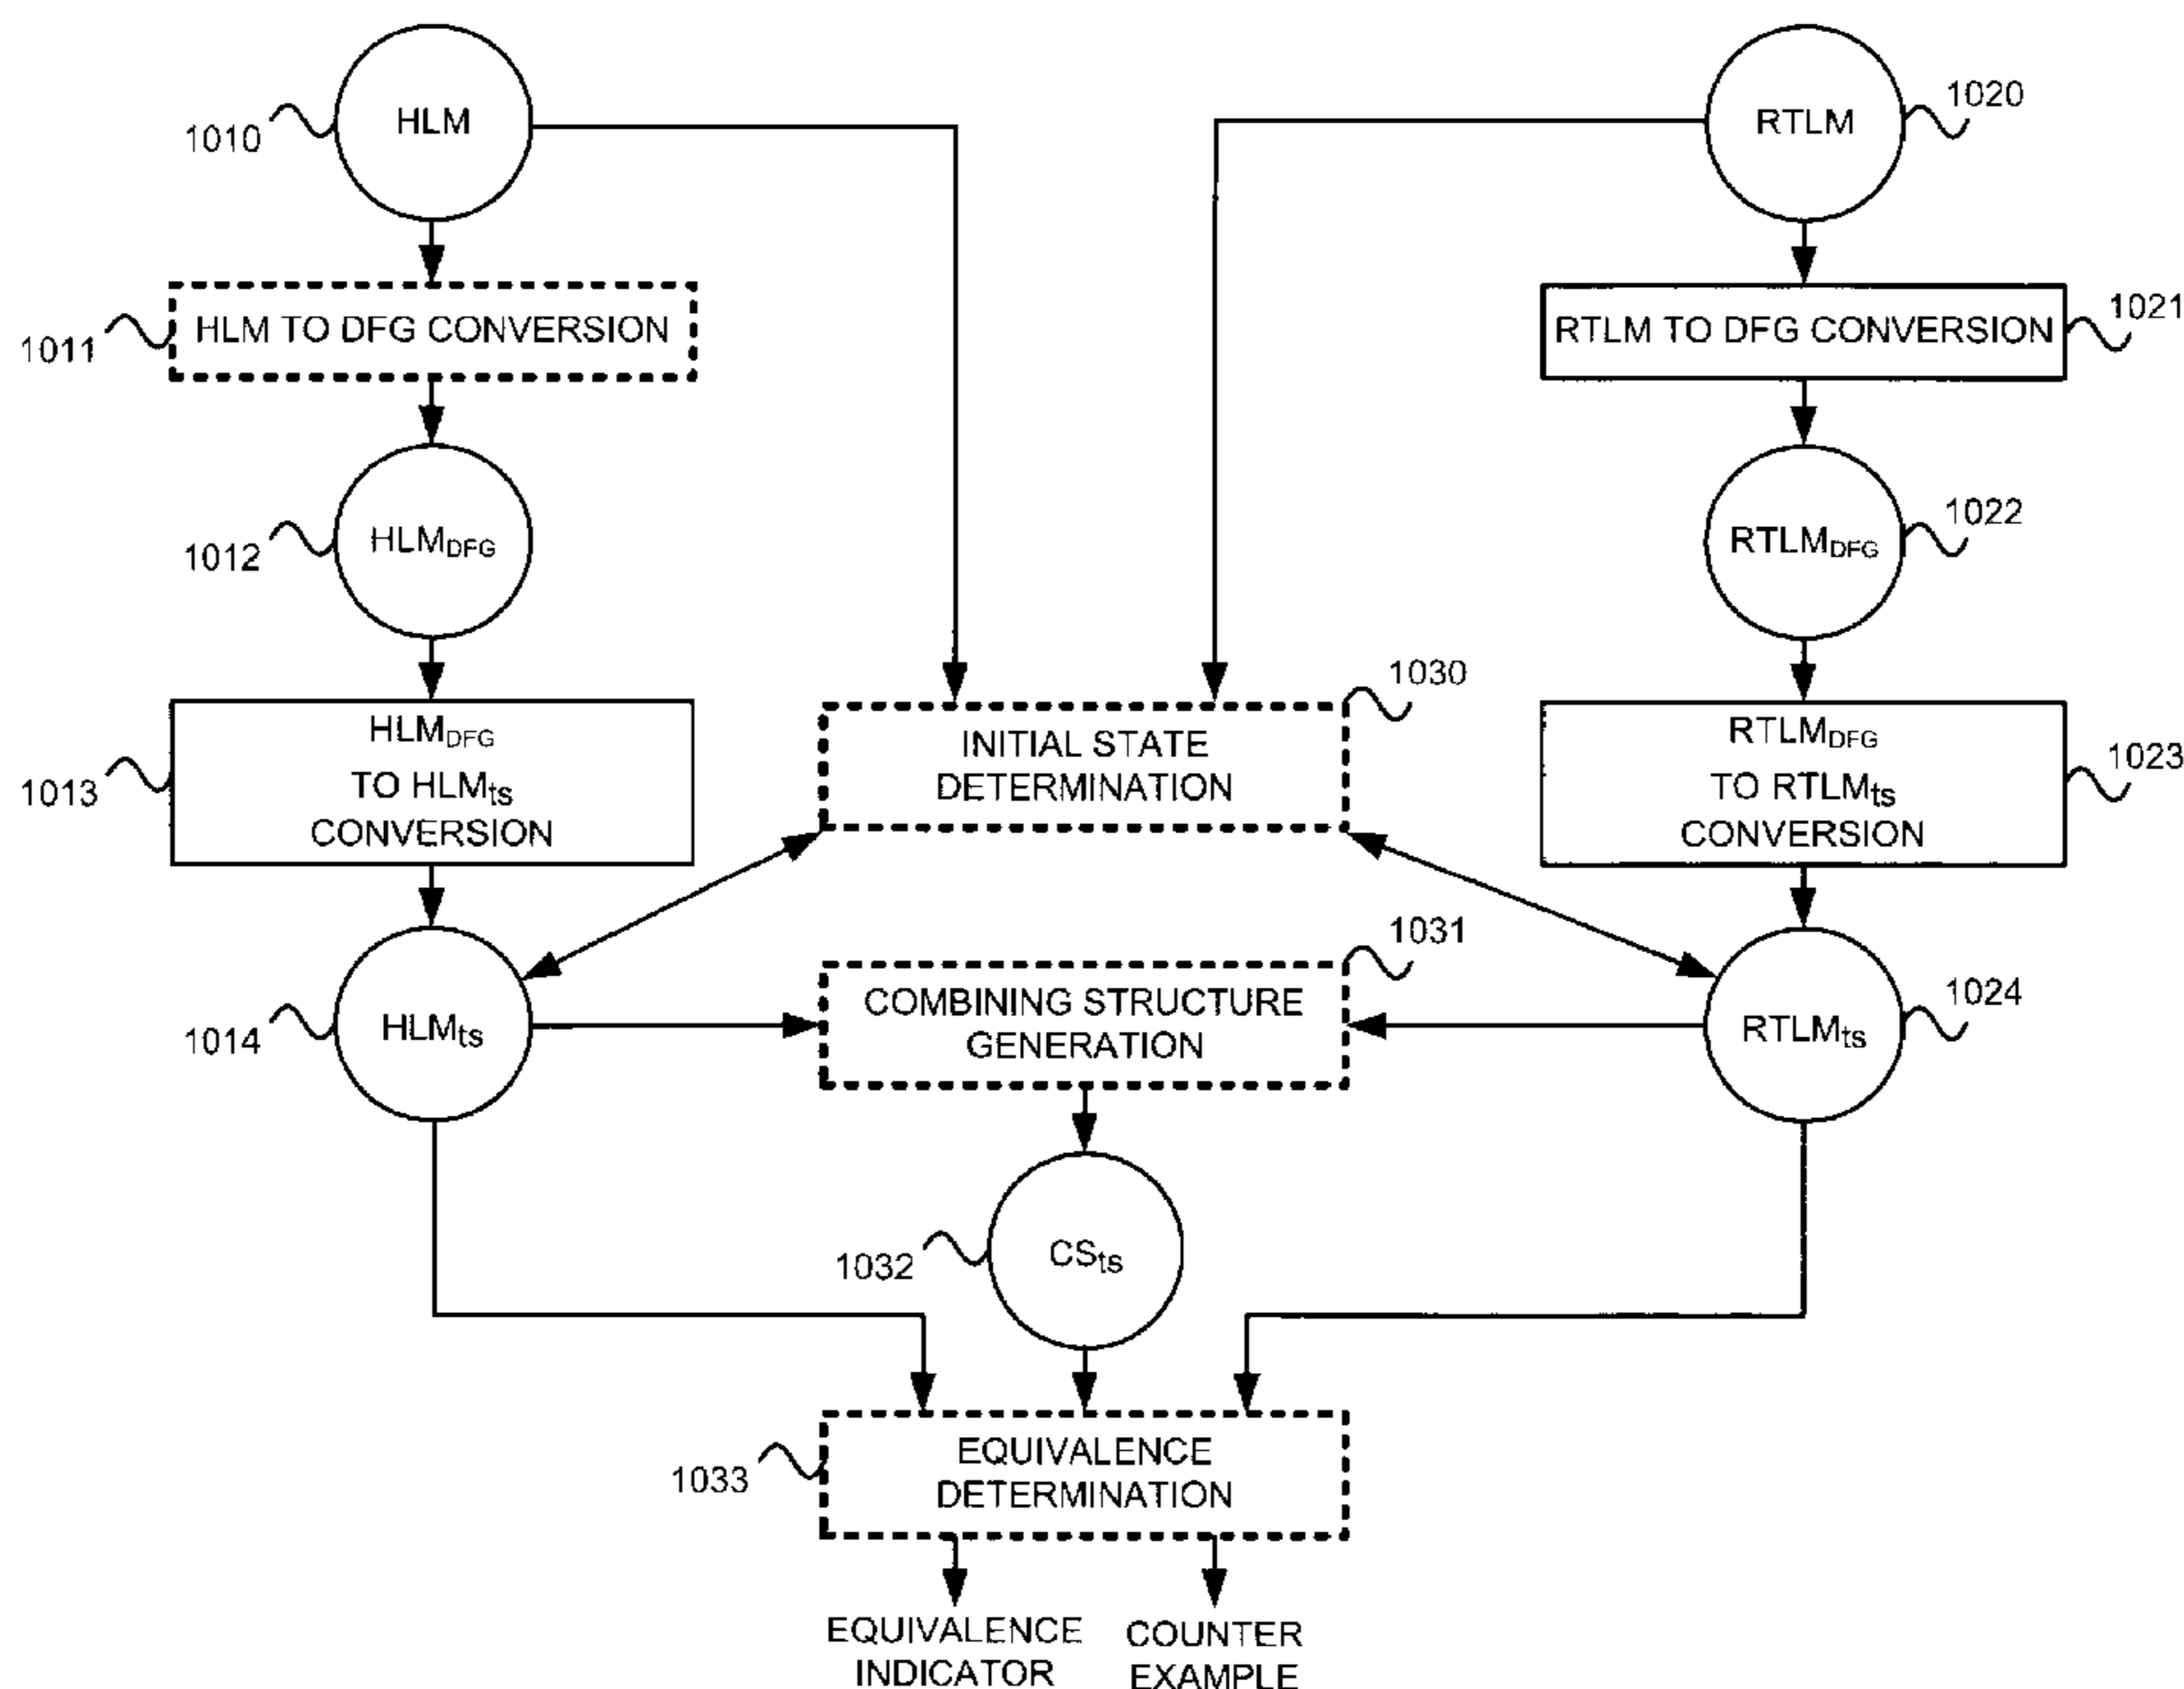 HLM
1010
RTLM
1020
HLM TO DFG CONVERSION
1011
RTLM TO DFG CONVERSION
1021
HLMDFG
1012
RTLMDFG
1022
HLMDFG
TO HLMts
CONVERSION
1013
INITIAL STATE
DETERMINATION
1030
RTLMDFG
TO RTLMts
CONVERSION
1023
HLMts
1014
COMBINING STRUCTURE
GENERATION
1031
RTLMts
1024
CSts
1032
EQUIVALENCE
DETERMINATION
1033
EQUIVALENCE
INDICATOR
COUNTER
EXAMPLE